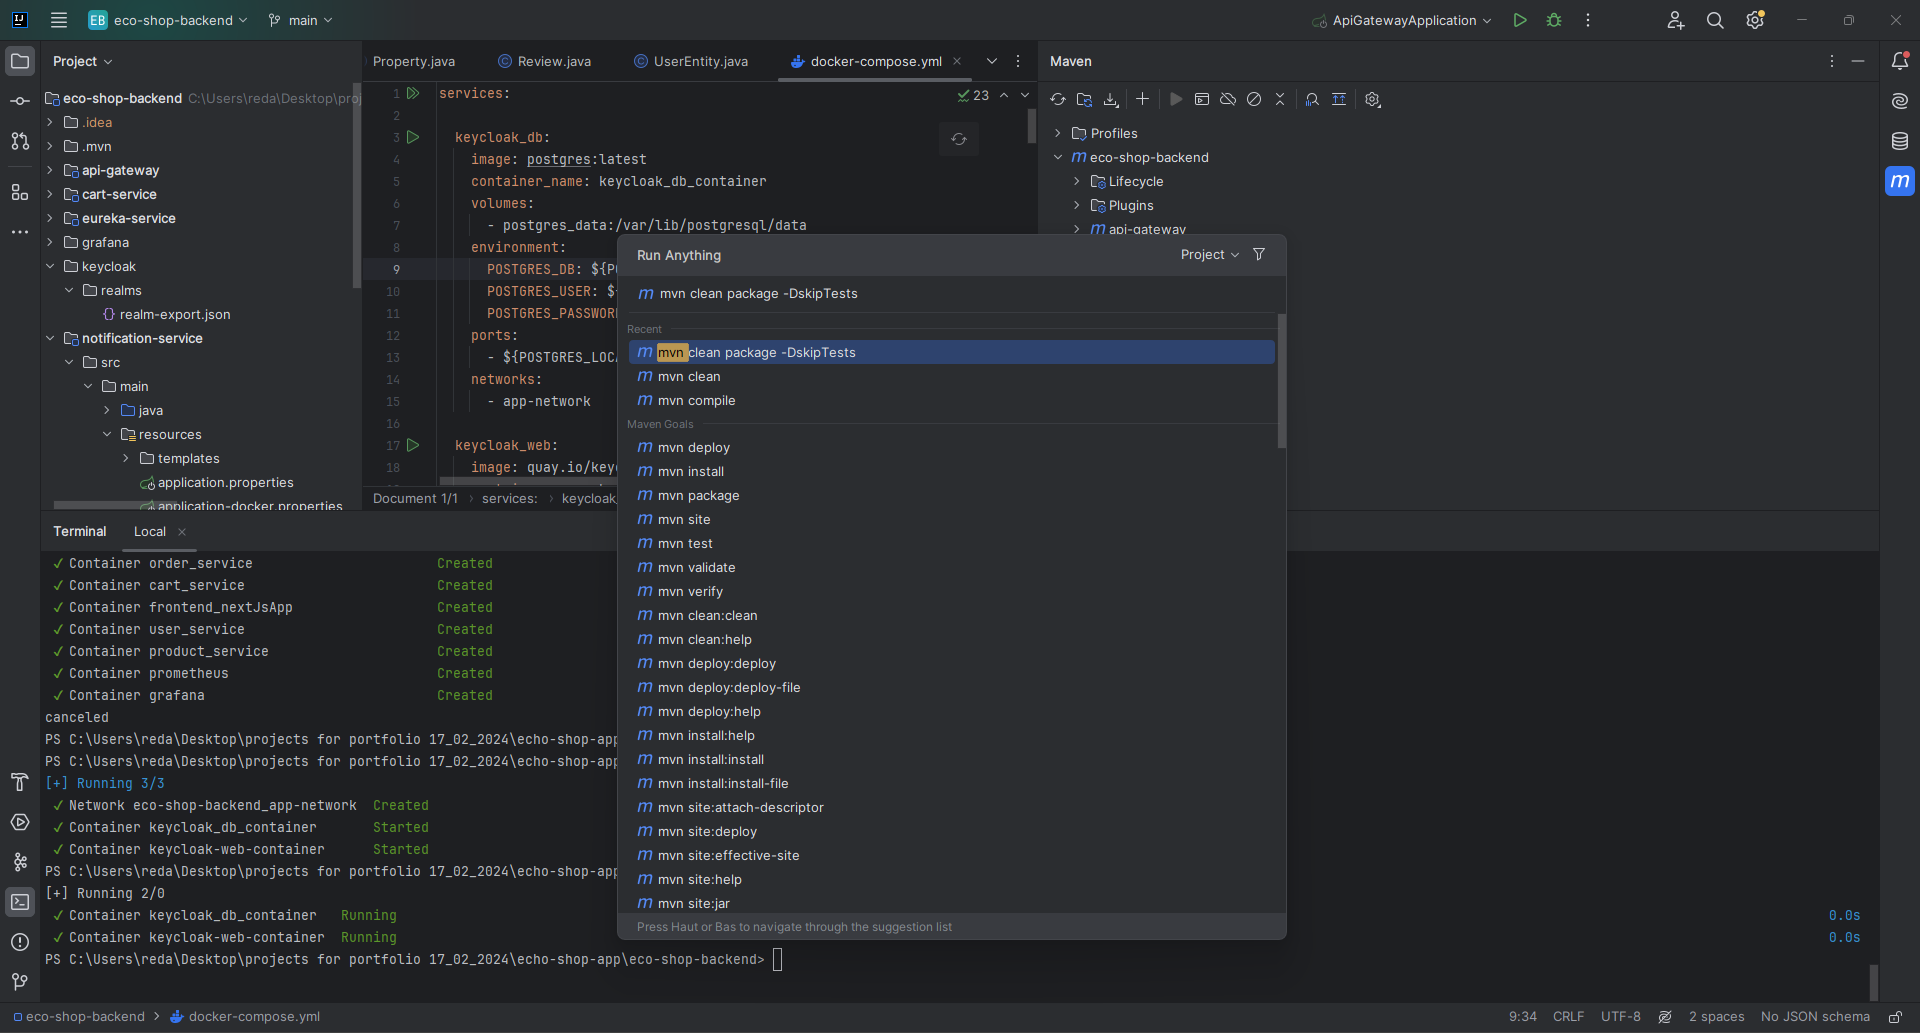 EB eco-shop-backend main ApiGatewayApplication
Project
eco-shop-backend C:\Users\reda\Desktop\proj
.idea
.mvn
api-gateway
cart-service
eureka-service
grafana
keycloak
realms
realm-export.json
notification-service
src
main
java
resources
templates
application.properties
application-docker.properties
Property.java Review.java UserEntity.java docker-compose.yml
23
1 services:
2
3 keycloak_db:
4 image: postgres:latest
5 container_name: keycloak_db_container
6 volumes:
7 - postgres_data:/var/lib/postgresql/data
8 environment:
9 POSTGRES_DB: ${P
10 POSTGRES_USER: $
11 POSTGRES_PASSWOR
12 ports:
13 - ${POSTGRES_LOC
14 networks:
15 - app-network
16
17 keycloak_web:
18 image: quay.io/key
Document 1/1 services: keycloak
Maven
Profiles
eco-shop-backend
Lifecycle
Plugins
api-gateway
Run Anything Project
mvn clean package -DskipTests
Recent
mvn clean package -DskipTests
mvn clean
mvn compile
Maven Goals
mvn deploy
mvn install
mvn package
mvn site
mvn test
mvn validate
mvn verify
mvn clean:clean
mvn clean:help
mvn deploy:deploy
mvn deploy:deploy-file
mvn deploy:help
mvn install:help
mvn install:install
mvn install:install-file
mvn site:attach-descriptor
mvn site:deploy
mvn site:effective-site
mvn site:help
mvn site:jar
Press Haut or Bas to navigate through the suggestion list
Terminal Local
✓ Container order_service Created
✓ Container cart_service Created
✓ Container frontend_nextJsApp Created
✓ Container user_service Created
✓ Container product_service Created
✓ Container prometheus Created
✓ Container grafana Created
canceled
PS C:\Users\reda\Desktop\projects for portfolio 17_02_2024\echo-shop-app
PS C:\Users\reda\Desktop\projects for portfolio 17_02_2024\echo-shop-app
[+] Running 3/3
✓ Network eco-shop-backend_app-network Created
✓ Container keycloak_db_container Started
✓ Container keycloak-web-container Started
PS C:\Users\reda\Desktop\projects for portfolio 17_02_2024\echo-shop-app
[+] Running 2/0
✓ Container keycloak_db_container Running 0.0s
✓ Container keycloak-web-container Running 0.0s
PS C:\Users\reda\Desktop\projects for portfolio 17_02_2024\echo-shop-app\eco-shop-backend>
eco-shop-backend docker-compose.yml 9:34 CRLF UTF-8 2 spaces No JSON schema